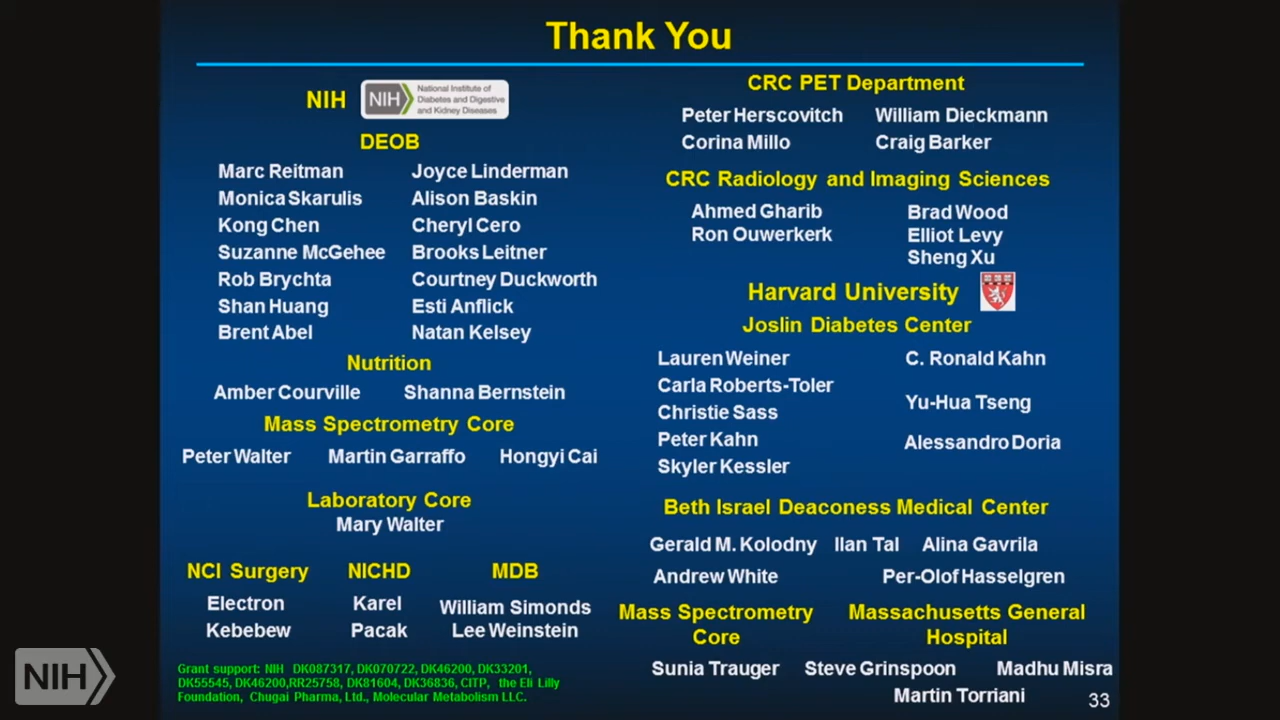 Thank You
NIH
NIH
National Institute of
Diabetes and Digestive
and Kidney Diseases
DEOB
Marc Reitman Joyce Linderman
Monica Skarulis Alison Baskin
Kong Chen Cheryl Cero
Suzanne McGehee Brooks Leitner
Rob Brychta Courtney Duckworth
Shan Huang Esti Anflick
Brent Abel Natan Kelsey
Nutrition
Amber Courville Shanna Bernstein
Mass Spectrometry Core
Peter Walter Martin Garraffo Hongyi Cai
Laboratory Core
Mary Walter
NCI Surgery
Electron
Kebebew
NICHD
Karel
Pacak
MDB
William Simonds
Lee Weinstein
Grant support: NIH DK087317, DK070722, DK46200, DK33201,
DK55545, DK46200,RR25758, DK81604, DK36836, CITP, the Eli Lilly
Foundation, Chugai Pharma, Ltd., Molecular Metabolism LLC.
CRC PET Department
Peter Herscovitch William Dieckmann
Corina Millo Craig Barker
CRC Radiology and Imaging Sciences
Ahmed Gharib Brad Wood
Ron Ouwerkerk Elliot Levy
Sheng Xu
Harvard University
Joslin Diabetes Center
Lauren Weiner C. Ronald Kahn
Carla Roberts-Toler
Yu-Hua Tseng
Christie Sass
Peter Kahn Alessandro Doria
Skyler Kessler
Beth Israel Deaconess Medical Center
Gerald M. Kolodny Ilan Tal Alina Gavrila
Andrew White Per-Olof Hasselgren
Mass Spectrometry
Core
Sunia Trauger
Massachusetts General
Hospital
Steve Grinspoon Madhu Misra
Martin Torriani
33
NIH